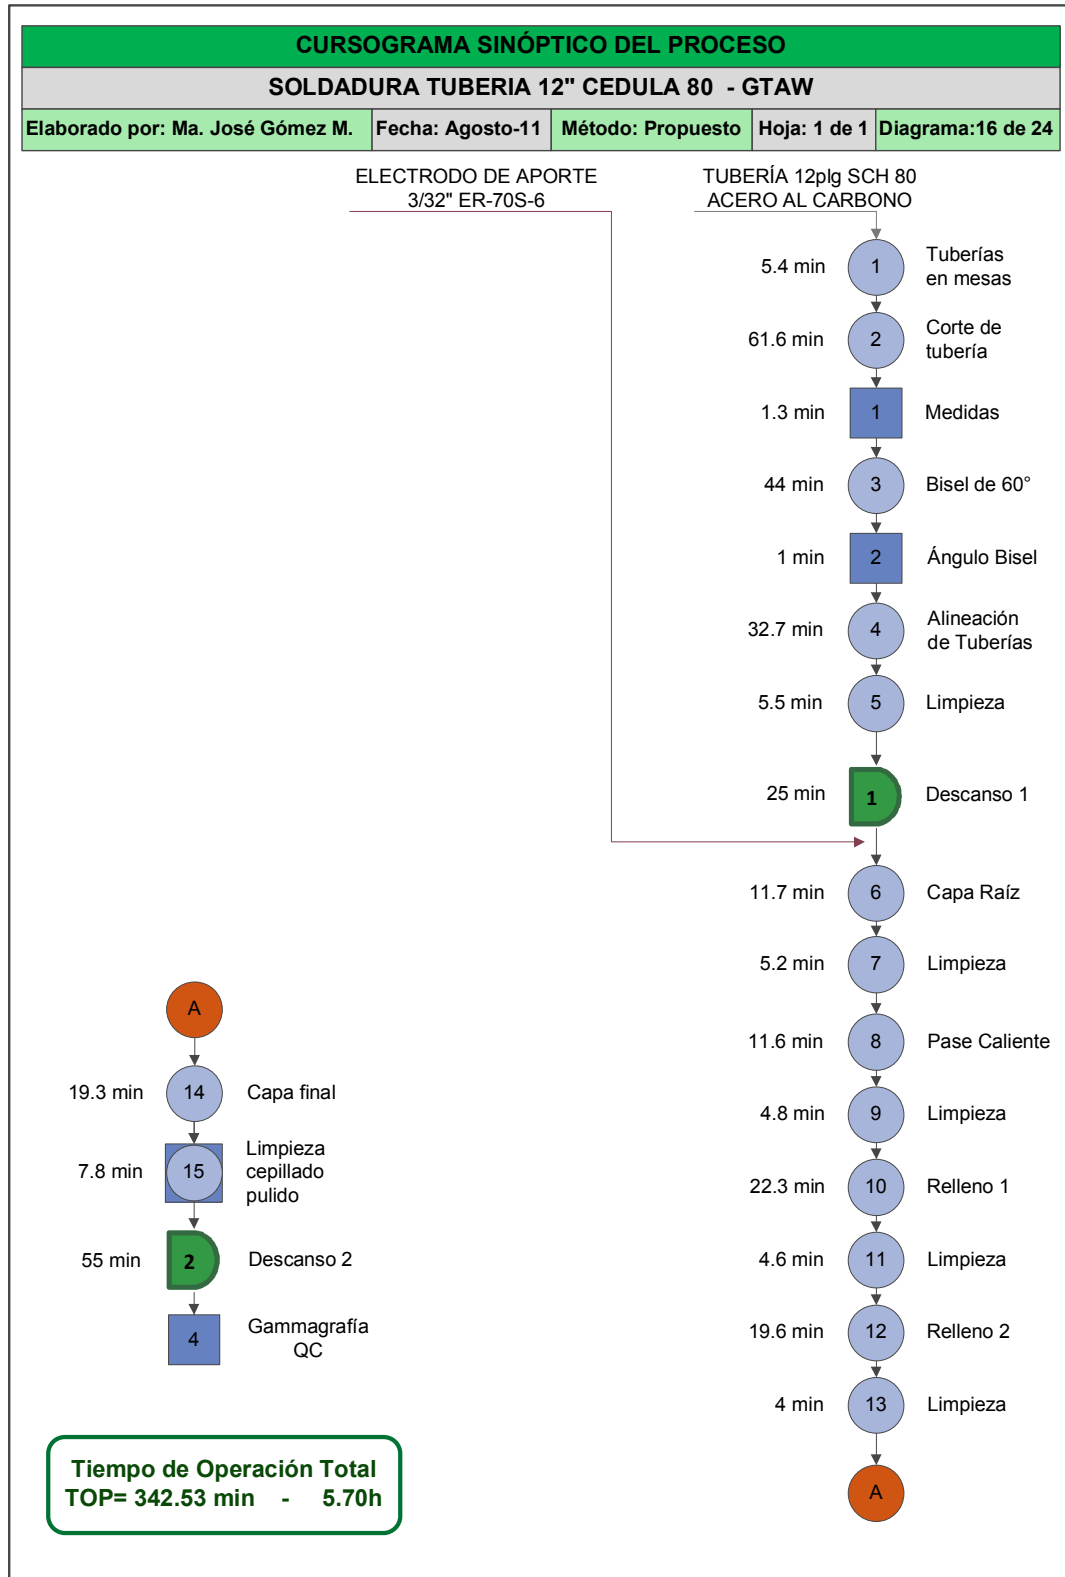 CURSOGRAMA SINÓPTICO DEL PROCESO
SOLDADURA TUBERIA 12" CEDULA 80 - GTAW
Elaborado por: Ma. José Gómez M. Fecha: Agosto-11 Método: Propuesto Hoja: 1 de 1 Diagrama:16 de 24
ELECTRODO DE APORTE
3/32" ER-70S-6
TUBERÍA 12plg SCH 80
ACERO AL CARBONO
5.4 min 1 Tuberías
en mesas
61.6 min 2 Corte de
tubería
1.3 min 1 Medidas
44 min 3 Bisel de 60°
1 min 2 Ángulo Bisel
32.7 min 4 Alineación
de Tuberías
5.5 min 5 Limpieza
25 min 1 Descanso 1
11.7 min 6 Capa Raíz
5.2 min 7 Limpieza
11.6 min 8 Pase Caliente
4.8 min 9 Limpieza
22.3 min 10 Relleno 1
4.6 min 11 Limpieza
19.6 min 12 Relleno 2
4 min 13 Limpieza
A
A
19.3 min 14 Capa final
7.8 min 15 Limpieza
cepillado
pulido
55 min 2 Descanso 2
4 Gammagrafía
QC
Tiempo de Operación Total
TOP= 342.53 min - 5.70h